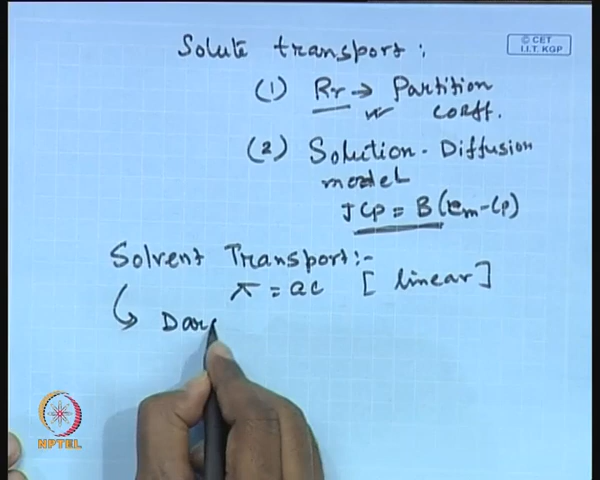 Solute transport:
© CET
I.I.T. KGP
(1) Rr → Partition
coeff.
(2) Solution-Diffusion
model
JCp = B(Cm-Cp)
Solvent Transport:-
π = ac [linear]
↳ Darc
NPTEL